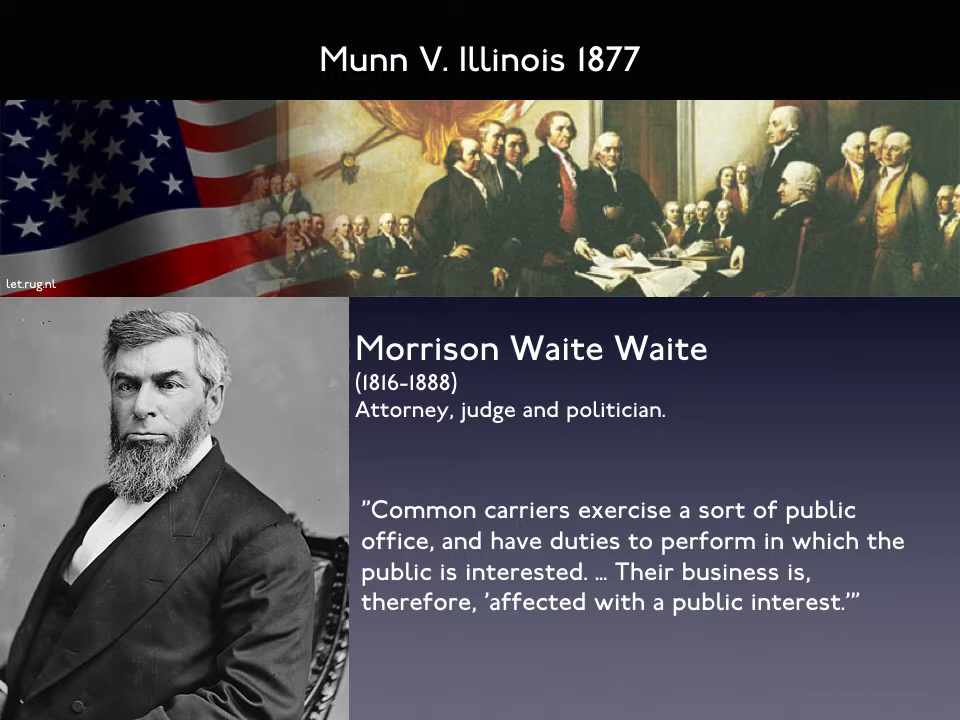 Munn V. Illinois 1877
let.rug.nl
Morrison Waite Waite
(1816-1888)
Attorney, judge and politician.
"Common carriers exercise a sort of public
office, and have duties to perform in which the
public is interested. ... Their business is,
therefore, 'affected with a public interest.'"